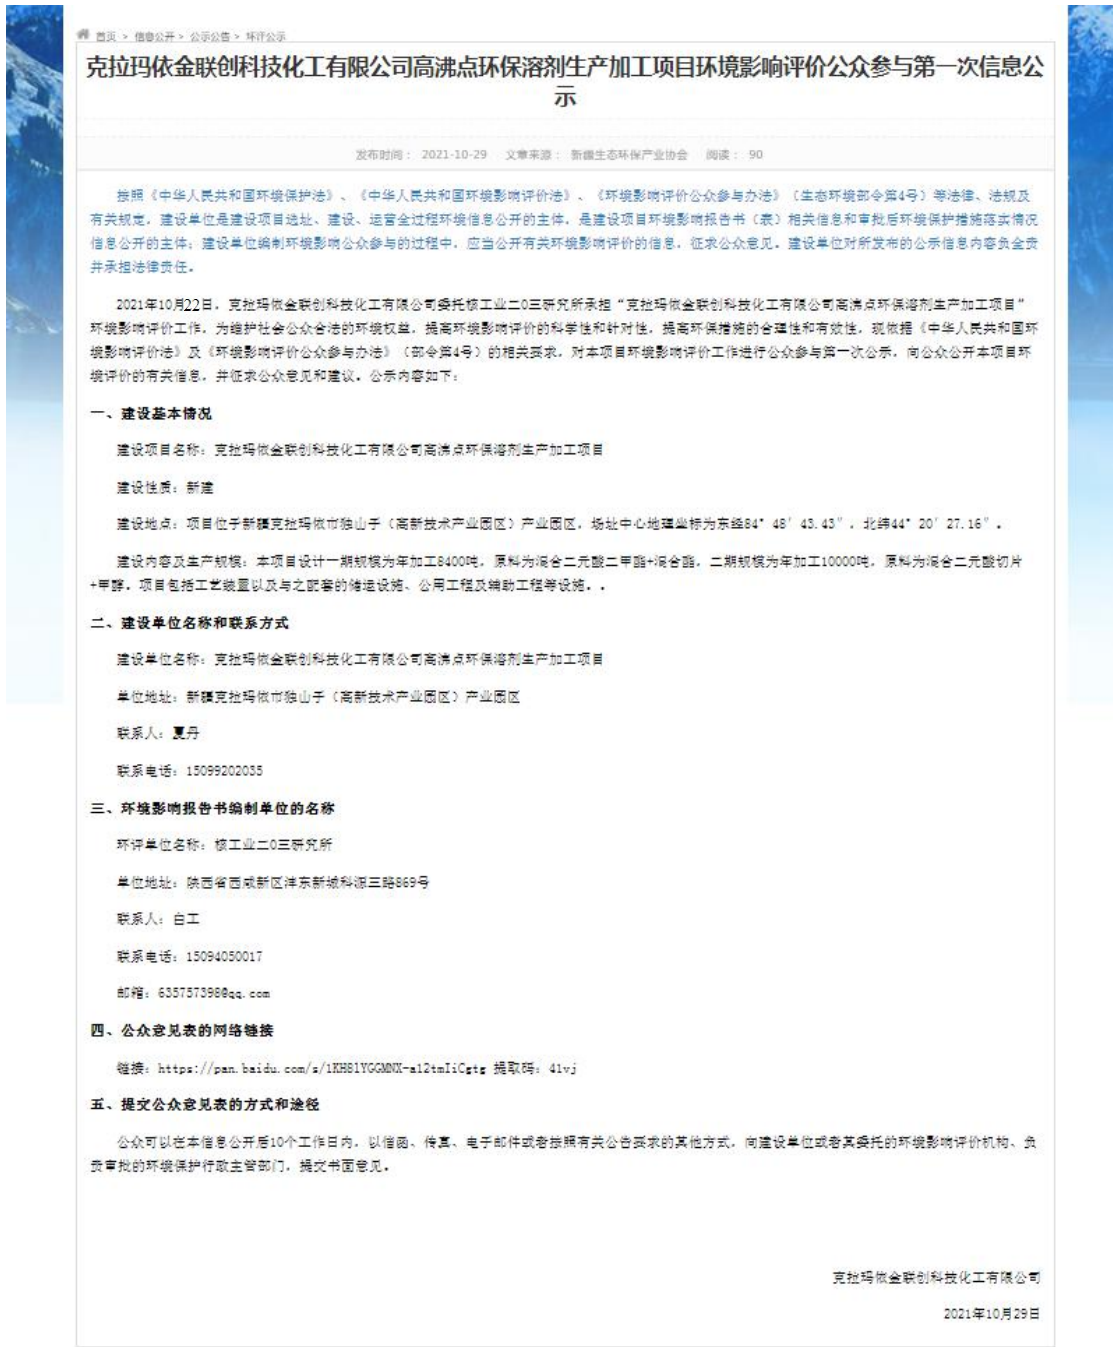 首页 > 信息公开 > 公示公告 > 环评公示
克拉玛依金联创科技化工有限公司高沸点环保溶剂生产加工项目环境影响评价公众参与第一次信息公
示
发布时间： 2021-10-29 文章来源： 新疆生态环保产业协会 阅读： 90
按照《中华人民共和国环境保护法》、《中华人民共和国环境影响评价法》、《环境影响评价公众参与办法》（生态环境部令第4号）等法律、法规及
有关规定，建设单位是建设项目选址、建设、运营全过程环境信息公开的主体，是建设项目环境影响报告书（表）相关信息和审批后环境保护措施落实情况
信息公开的主体；建设单位编制环境影响公众参与的过程中，应当公开有关环境影响评价的信息，征求公众意见。建设单位对所发布的公示信息内容负全责
并承担法律责任。
2021年10月22日，克拉玛依金联创科技化工有限公司委托核工业二0三研究所承担“克拉玛依金联创科技化工有限公司高沸点环保溶剂生产加工项目”
环境影响评价工作，为维护社会公众合法的环境权益，提高环境影响评价的科学性和针对性，提高环保措施的合理性和有效性，现依据《中华人民共和国环
境影响评价法》及《环境影响评价公众参与办法》（部令第4号）的相关要求，对本项目环境影响评价工作进行公众参与第一次公示，向公众公开本项目环
境评价的有关信息，并征求公众意见和建议。公示内容如下：
一、建设基本情况
建设项目名称：克拉玛依金联创科技化工有限公司高沸点环保溶剂生产加工项目
建设性质：新建
建设地点：项目位于新疆克拉玛依市独山子（高新技术产业园区）产业园区，场址中心地理坐标为东经84°48′43.43″，北纬44°20′27.16″。
建设内容及生产规模：本项目设计一期规模为年加工8400吨，原料为混合二元酸二甲酯+混合酯，二期规模为年加工10000吨，原料为混合二元酸切片
+甲醇。项目包括工艺装置以及与之配套的储运设施、公用工程及辅助工程等设施。。
二、建设单位名称和联系方式
建设单位名称：克拉玛依金联创科技化工有限公司高沸点环保溶剂生产加工项目
单位地址：新疆克拉玛依市独山子（高新技术产业园区）产业园区
联系人：夏丹
联系电话：15099202035
三、环境影响报告书编制单位的名称
环评单位名称：核工业二0三研究所
单位地址：陕西省西咸新区沣东新城科源三路869号
联系人：白工
联系电话：15094050017
邮箱：635757398@qq.com
四、公众意见表的网络链接
链接：https://pan.baidu.com/s/1KH81YGGMNX-a12tmIiCgtg 提取码：41vj
五、提交公众意见表的方式和途径
公众可以在本信息公开后10个工作日内，以信函、传真、电子邮件或者按照有关公告要求的其他方式，向建设单位或者其委托的环境影响评价机构、负
责审批的环境保护行政主管部门，提交书面意见。
克拉玛依金联创科技化工有限公司
2021年10月29日